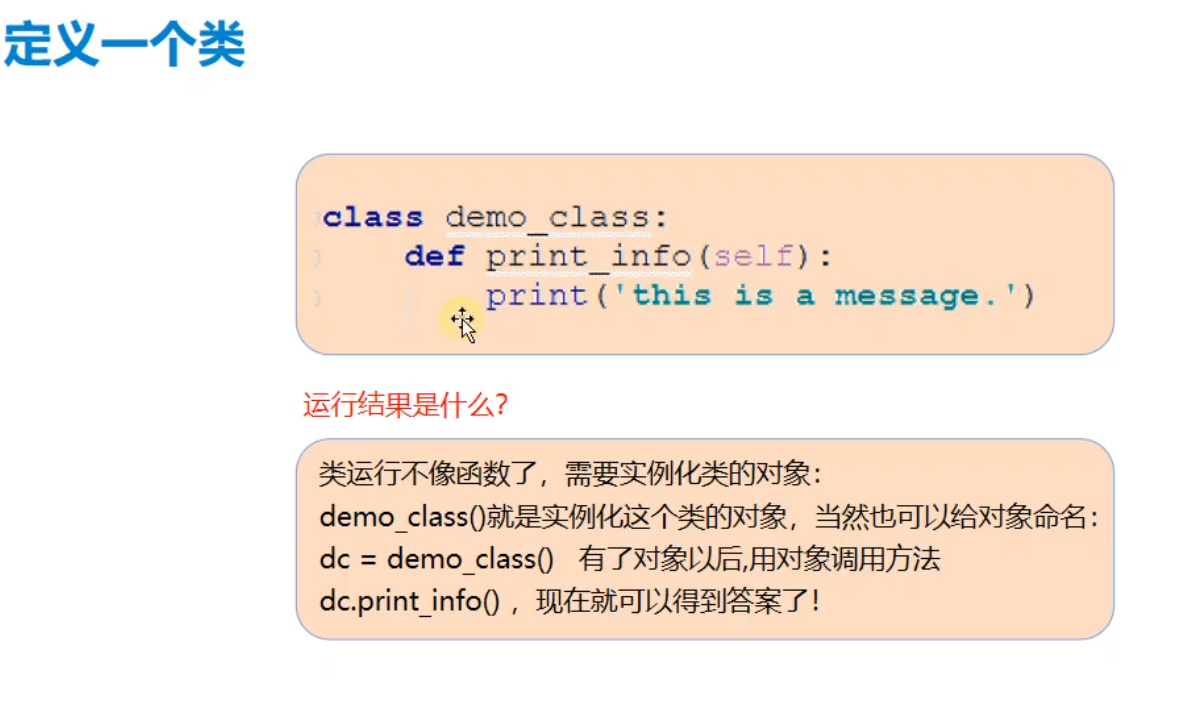 定义一个类
class demo_class:
def print_info(self):
print('this is a message.')
运行结果是什么?
类运行不像函数了，需要实例化类的对象：
demo_class()就是实例化这个类的对象，当然也可以给对象命名：
dc = demo_class() 有了对象以后,用对象调用方法
dc.print_info() ，现在就可以得到答案了！